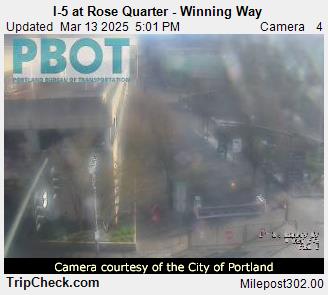 I-5 at Rose Quarter - Winning Way
Updated Mar 13 2025 5:01 PM Camera 4
PBOT
PORTLAND BUREAU OF TRANSPORTATION
Camera courtesy of the City of Portland
TripCheck.com Milepost302.00